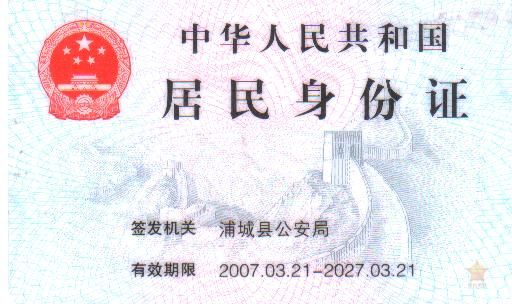 中华人民共和国
居民身份证
签发机关 浦城县公安局
有效期限 2007.03.21-2027.03.21